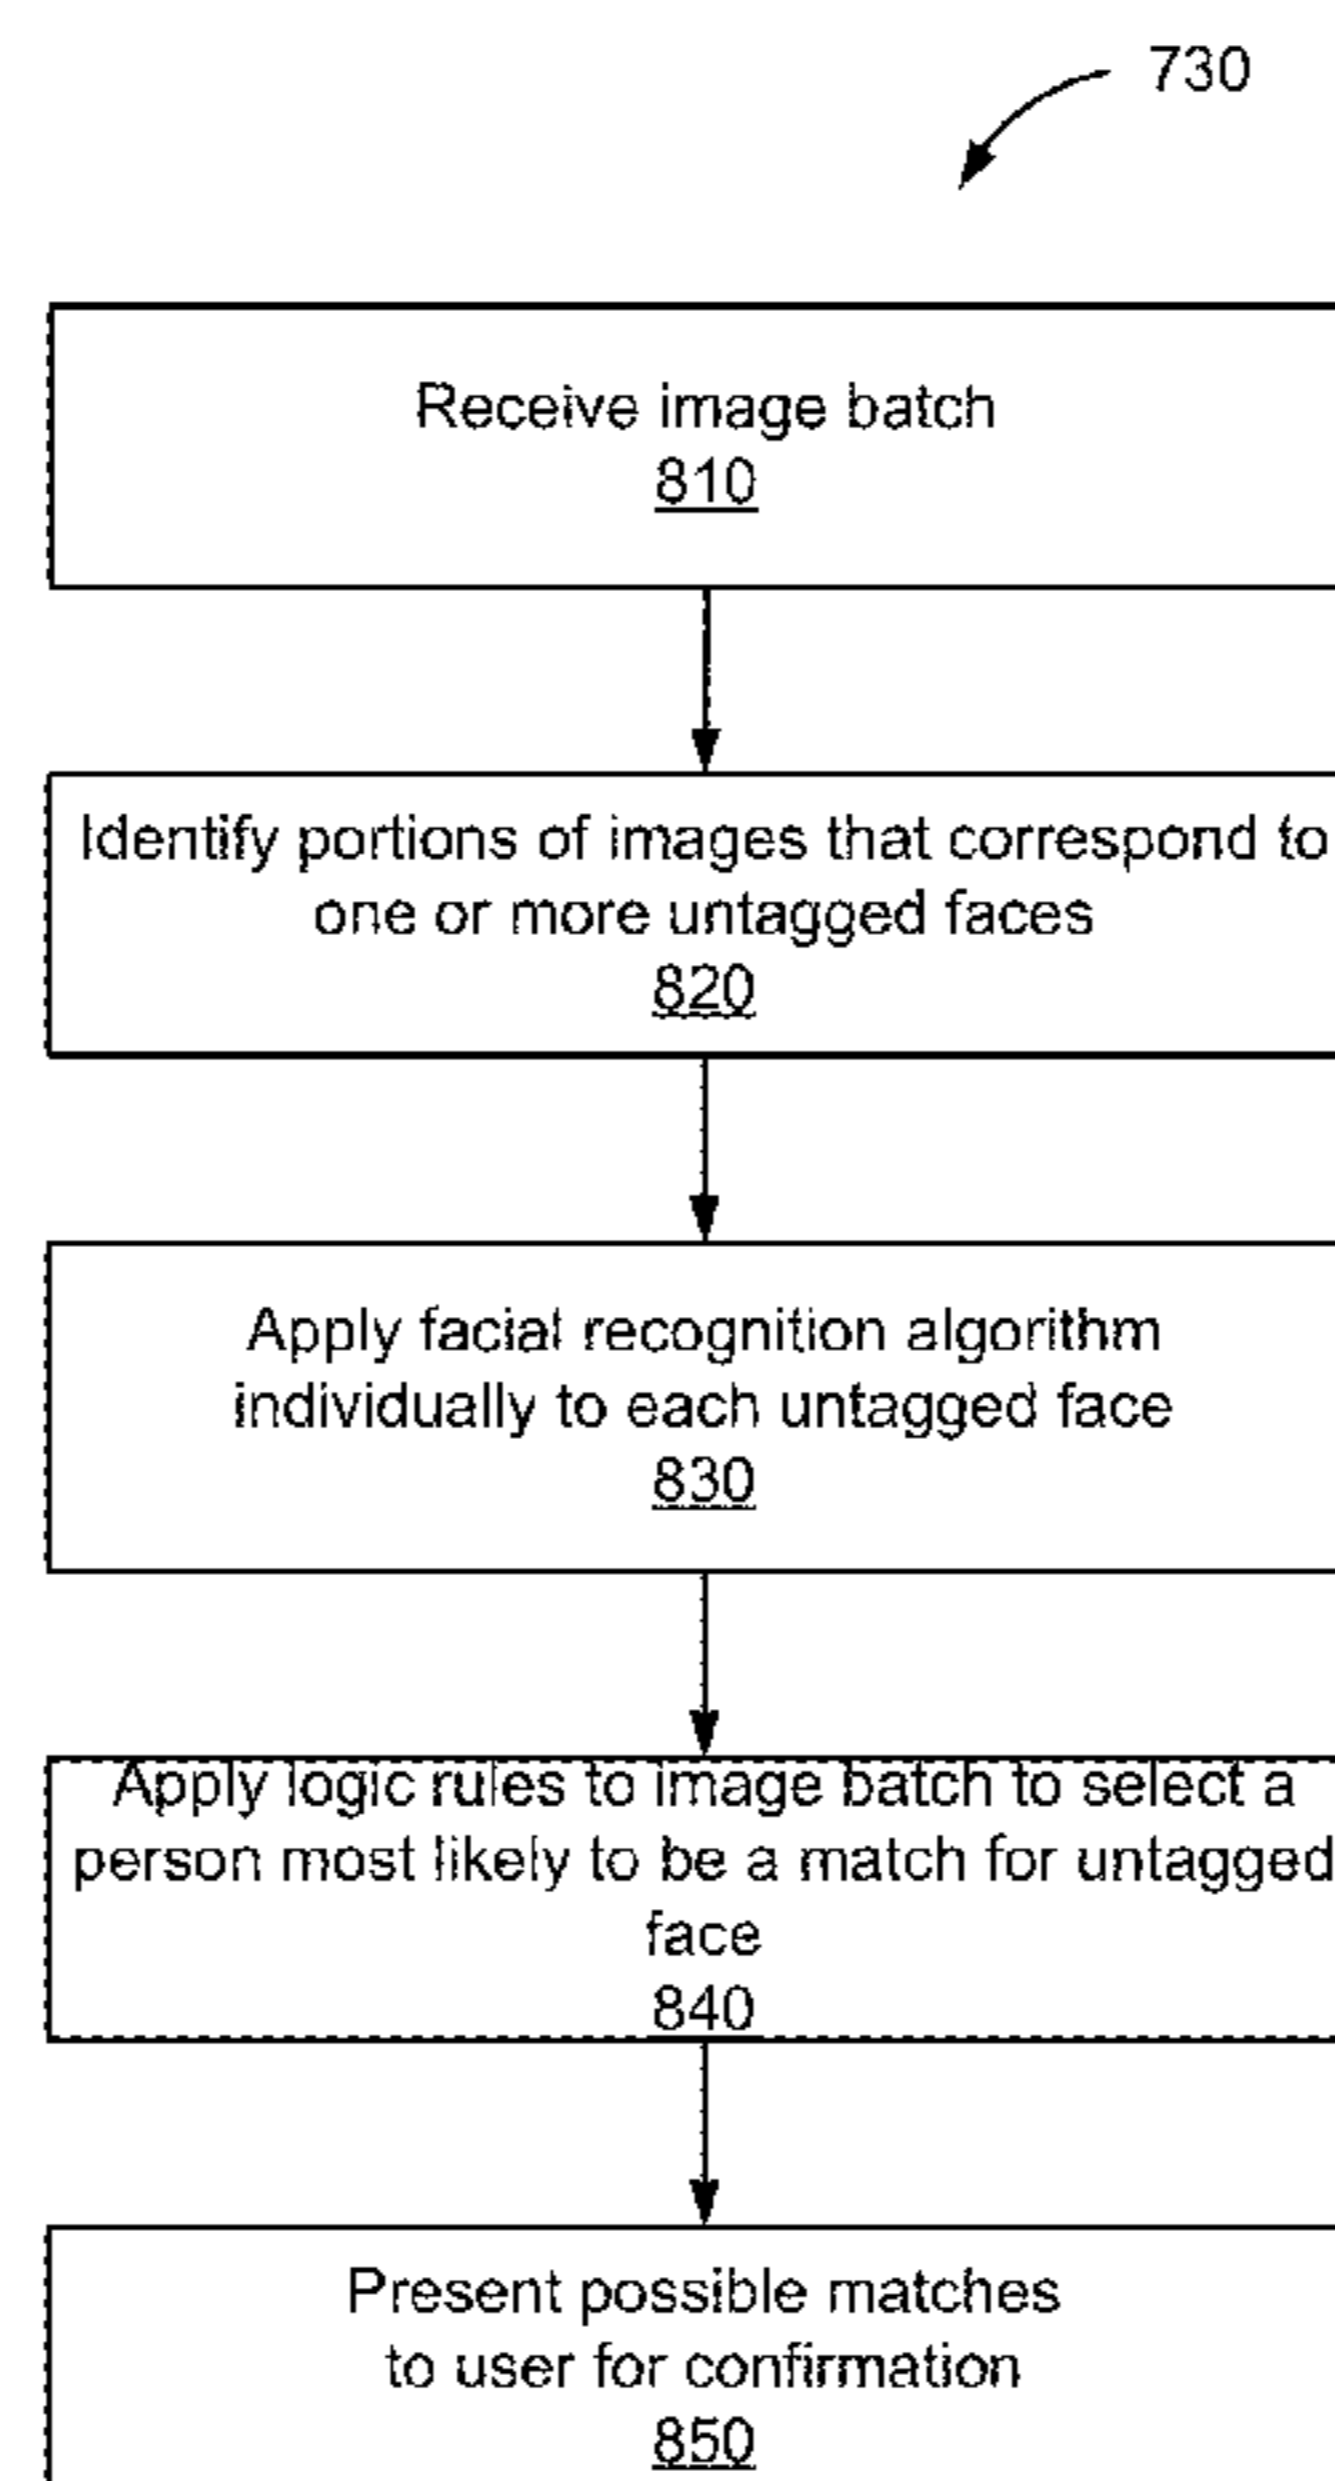 730
Receive image batch
810
Identify portions of images that correspond to
one or more untagged faces
820
Apply facial recognition algorithm
individually to each untagged face
830
Apply logic rules to image batch to select a
person most likely to be a match for untagged
face
840
Present possible matches
to user for confirmation
850